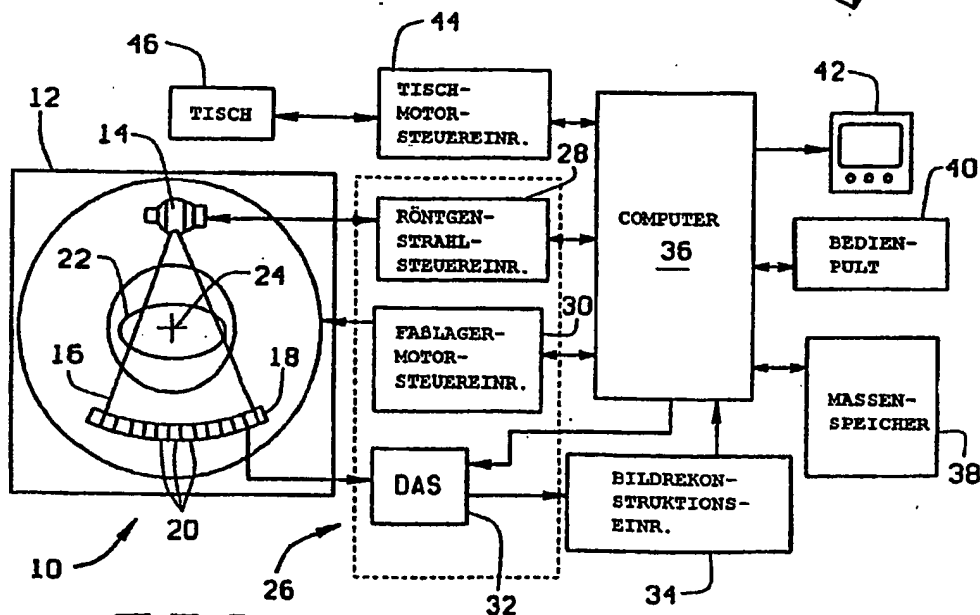 44
46
42
12
TISCH
TISCH-
MOTOR-
STEUEREINR.
14
28
40
RÖNTGEN-
STRAHL-
STEUEREINR.
COMPUTER
36
BEDIEN-
PULT
22
24
30
FAßLAGER-
MOTOR-
STEUEREINR.
16
18
MASSEN-
SPEICHER
38
DAS
BILDREKON-
STRUKTIONS-
EINR.
20
10
26
32
34